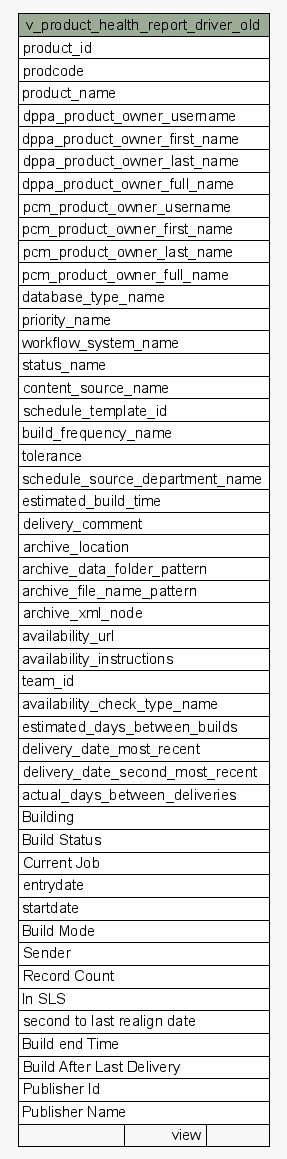 v_product_health_report_driver_old
product_id
prodcode
product_name
dppa_product_owner_username
dppa_product_owner_first_name
dppa_product_owner_last_name
dppa_product_owner_full_name
pcm_product_owner_username
pcm_product_owner_first_name
pcm_product_owner_last_name
pcm_product_owner_full_name
database_type_name
priority_name
workflow_system_name
status_name
content_source_name
schedule_template_id
build_frequency_name
tolerance
schedule_source_department_name
estimated_build_time
delivery_comment
archive_location
archive_data_folder_pattern
archive_file_name_pattern
archive_xml_node
availability_url
availability_instructions
team_id
availability_check_type_name
estimated_days_between_builds
delivery_date_most_recent
delivery_date_second_most_recent
actual_days_between_deliveries
Building
Build Status
Current Job
entrydate
startdate
Build Mode
Sender
Record Count
In SLS
second to last realign date
Build end Time
Build After Last Delivery
Publisher Id
Publisher Name
view